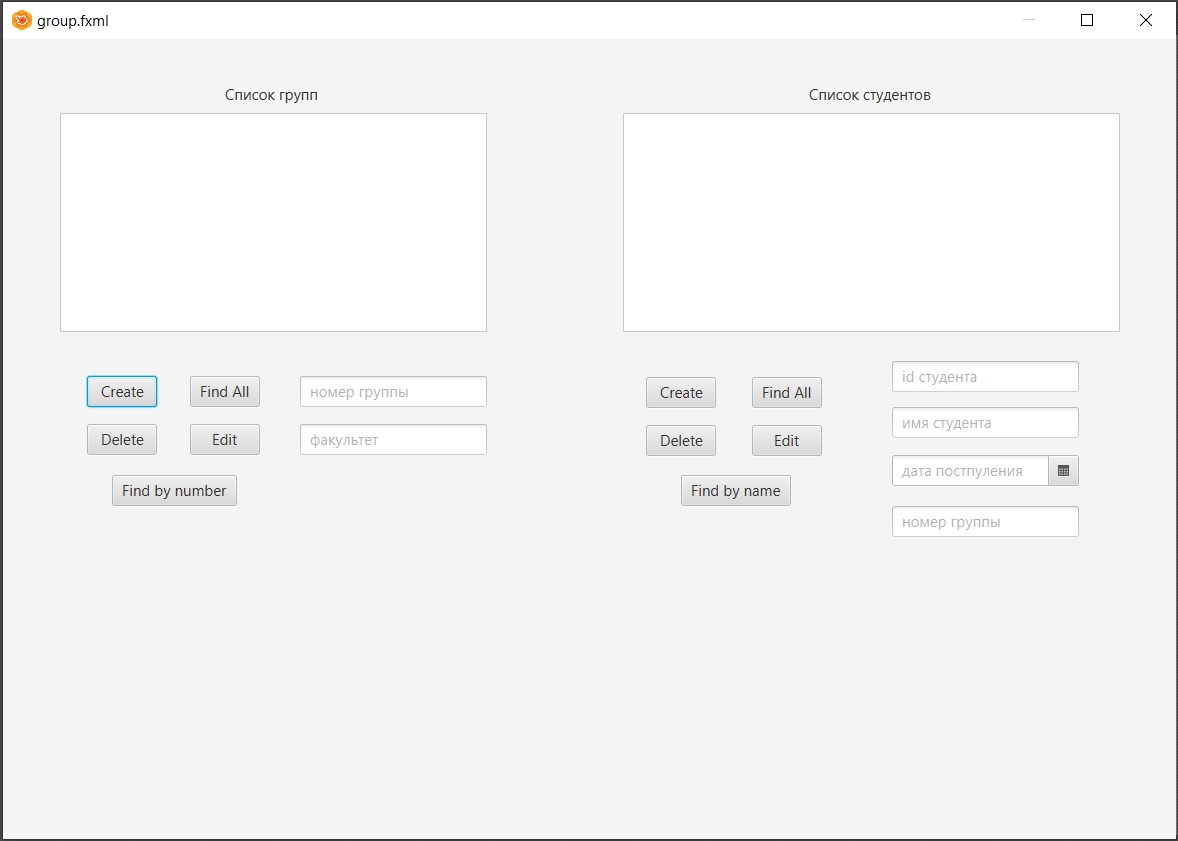 group.fxml
Список групп
Create
Find All
номер группы
Delete
Edit
факультет
Find by number
Список студентов
Create
Find All
id студента
имя студента
Delete
Edit
дата постпуления
Find by name
номер группы